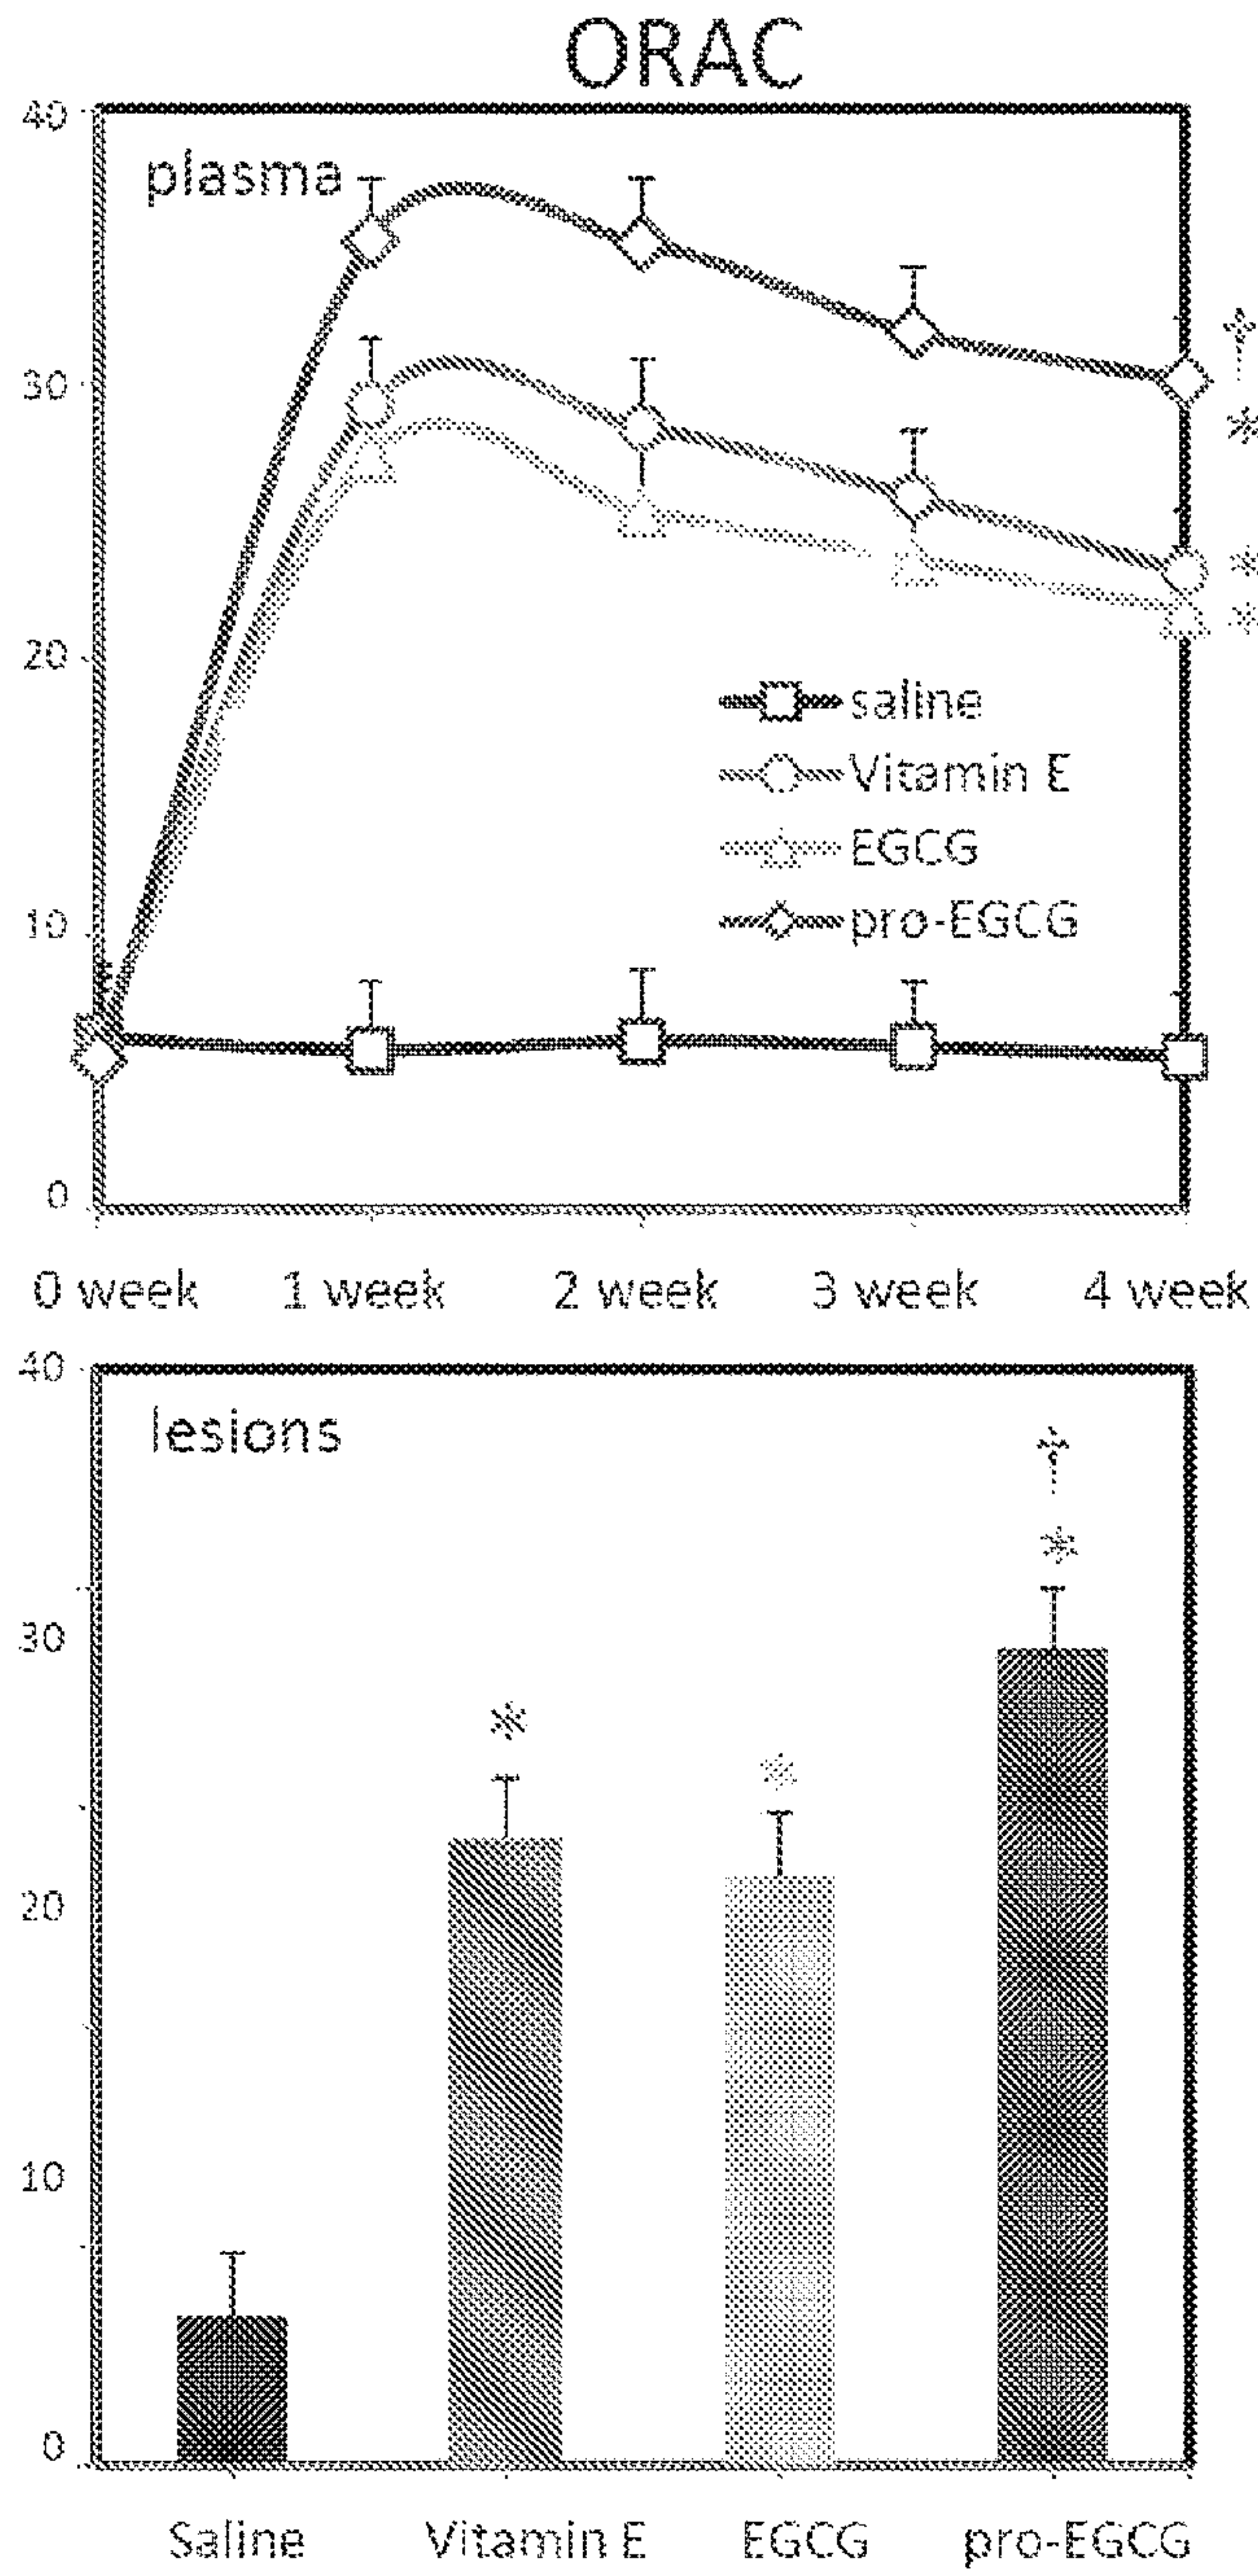 ORAC
40
plasma
†
30
*
*
*
20
saline
Vitamin E
EGCG
pro-EGCG
10
0
0 week 1 week 2 week 3 week 4 week
40
lesions
†
*
30
*
*
20
10
0
Saline Vitamin E EGCG pro-EGCG